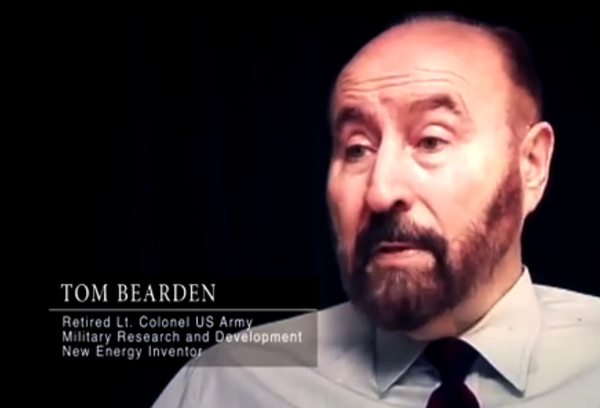 TOM BEARDEN
Retired Lt. Colonel US Army
Military Research and Development
New Energy Inventor